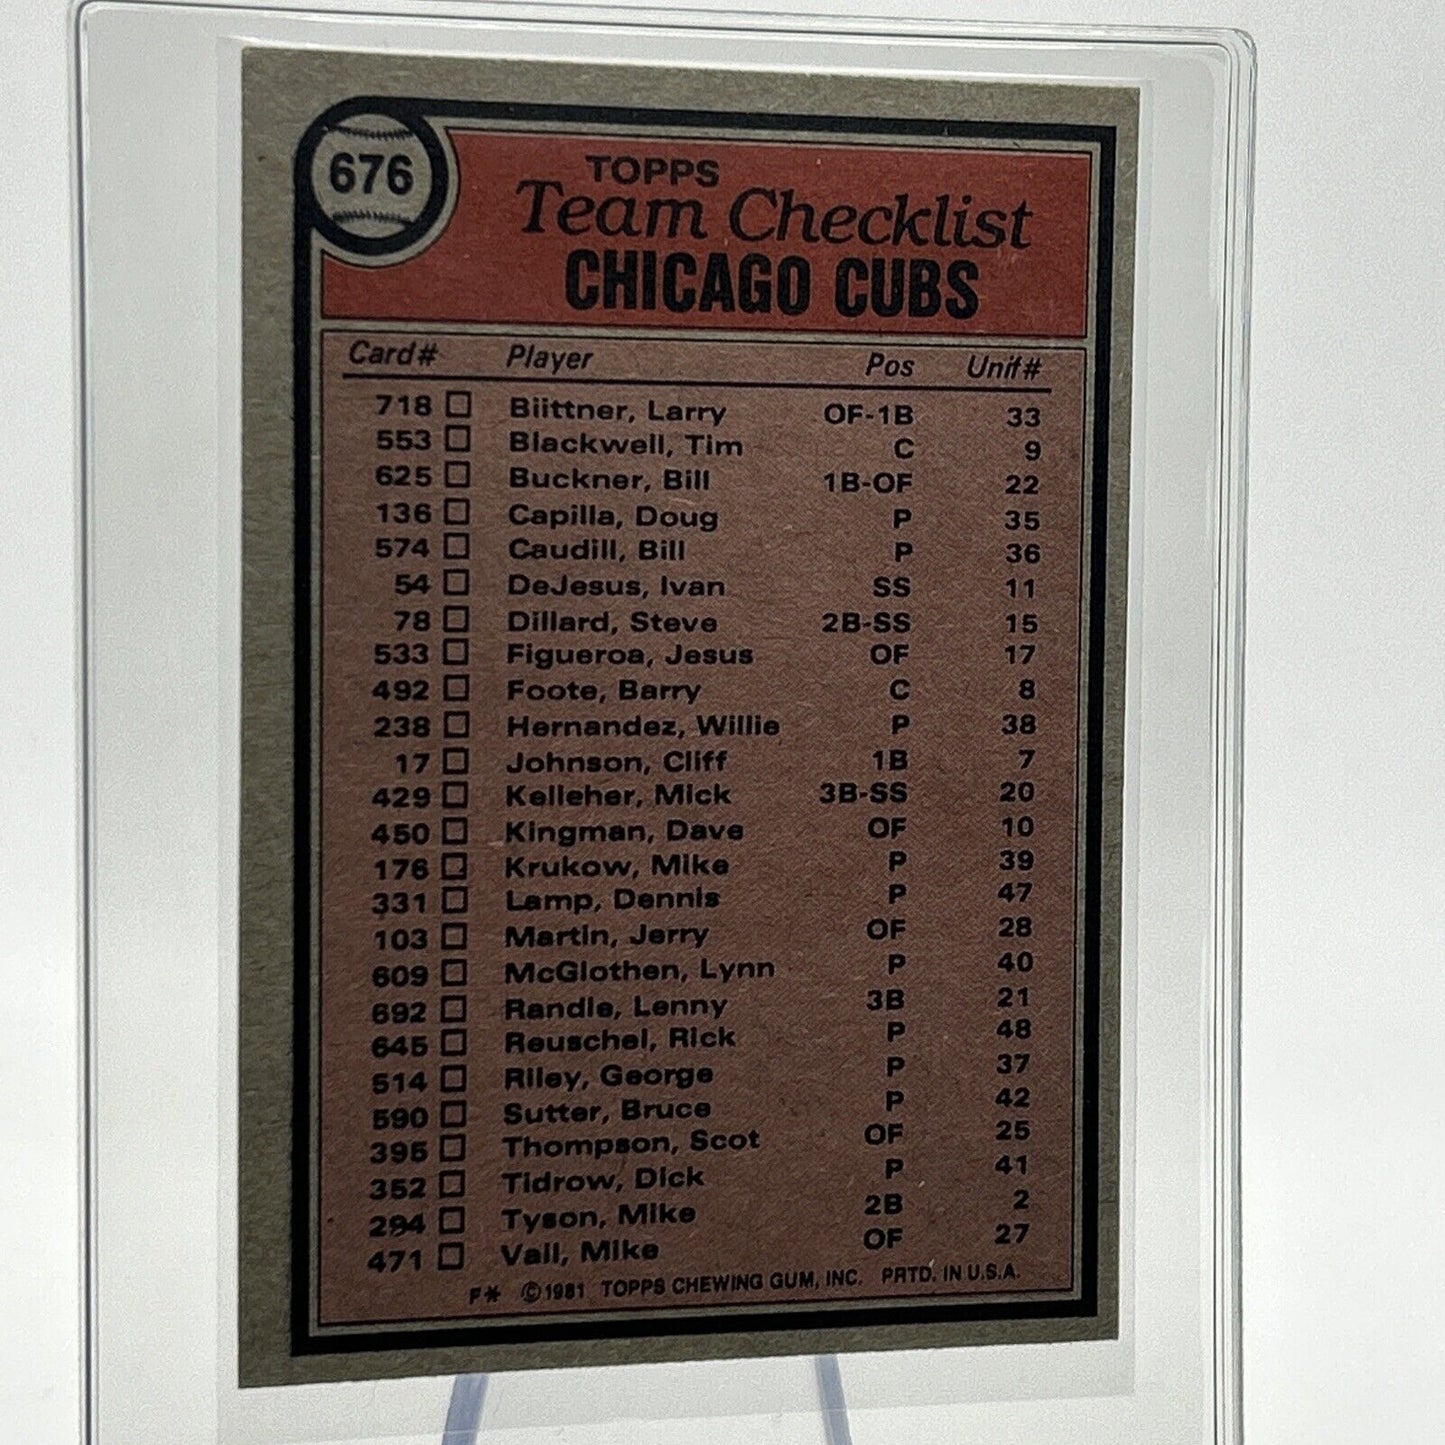 676
TOPPS
Team Checklist
CHICAGO CUBS
Card# Player Pos Unif#
718 Biittner, Larry OF-1B 33
553 Blackwell, Tim C 9
625 Buckner, Bill 1B-OF 22
136 Capilla, Doug P 35
574 Caudill, Bill P 36
54 DeJesus, Ivan SS 11
78 Dillard, Steve 2B-SS 15
533 Figueroa, Jesus OF 17
492 Foote, Barry C 8
238 Hernandez, Willie P 38
17 Johnson, Cliff 1B 7
429 Kelleher, Mick 3B-SS 20
450 Kingman, Dave OF 10
176 Krukow, Mike P 39
331 Lamp, Dennis P 47
103 Martin, Jerry OF 28
609 McGlothen, Lynn P 40
692 Randle, Lenny 3B 21
645 Reuschel, Rick P 48
514 Riley, George P 37
590 Sutter, Bruce P 42
395 Thompson, Scot OF 25
352 Tidrow, Dick P 41
294 Tyson, Mike 2B 2
471 Vail, Mike OF 27
F* ©1981 TOPPS CHEWING GUM, INC. PRTD. IN U.S.A.